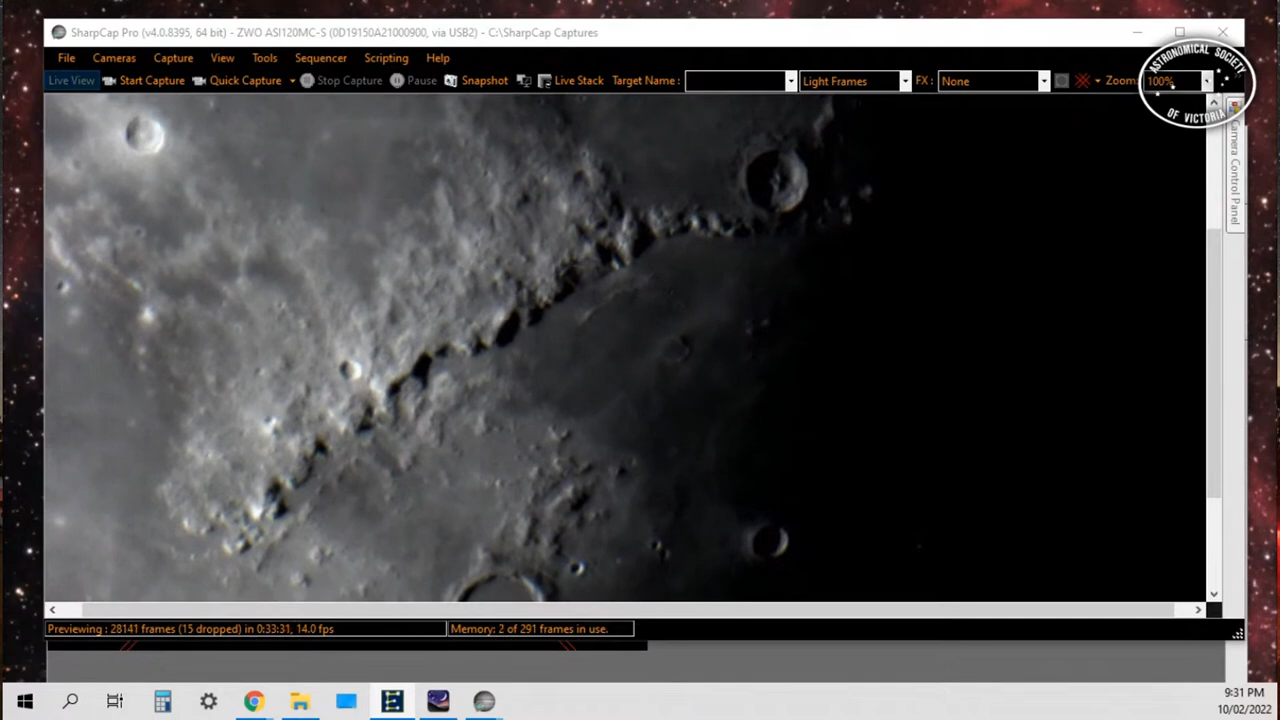 SharpCap Pro (v4.0.8395, 64 bit) - ZWO ASI120MC-S (0D19150A21000900, via USB2) - C:\SharpCap Captures
File Cameras Capture View Tools Sequencer Scripting Help
Live View Start Capture Quick Capture Stop Capture Pause Snapshot Live Stack Target Name : Light Frames FX : None Zoom: 100%
ASTRONOMICAL SOCIETY
OF VICTORIA
Camera Control Panel
Previewing : 28141 frames (15 dropped) in 0:33:31, 14.0 fps Memory: 2 of 291 frames in use.
9:31 PM
10/02/2022